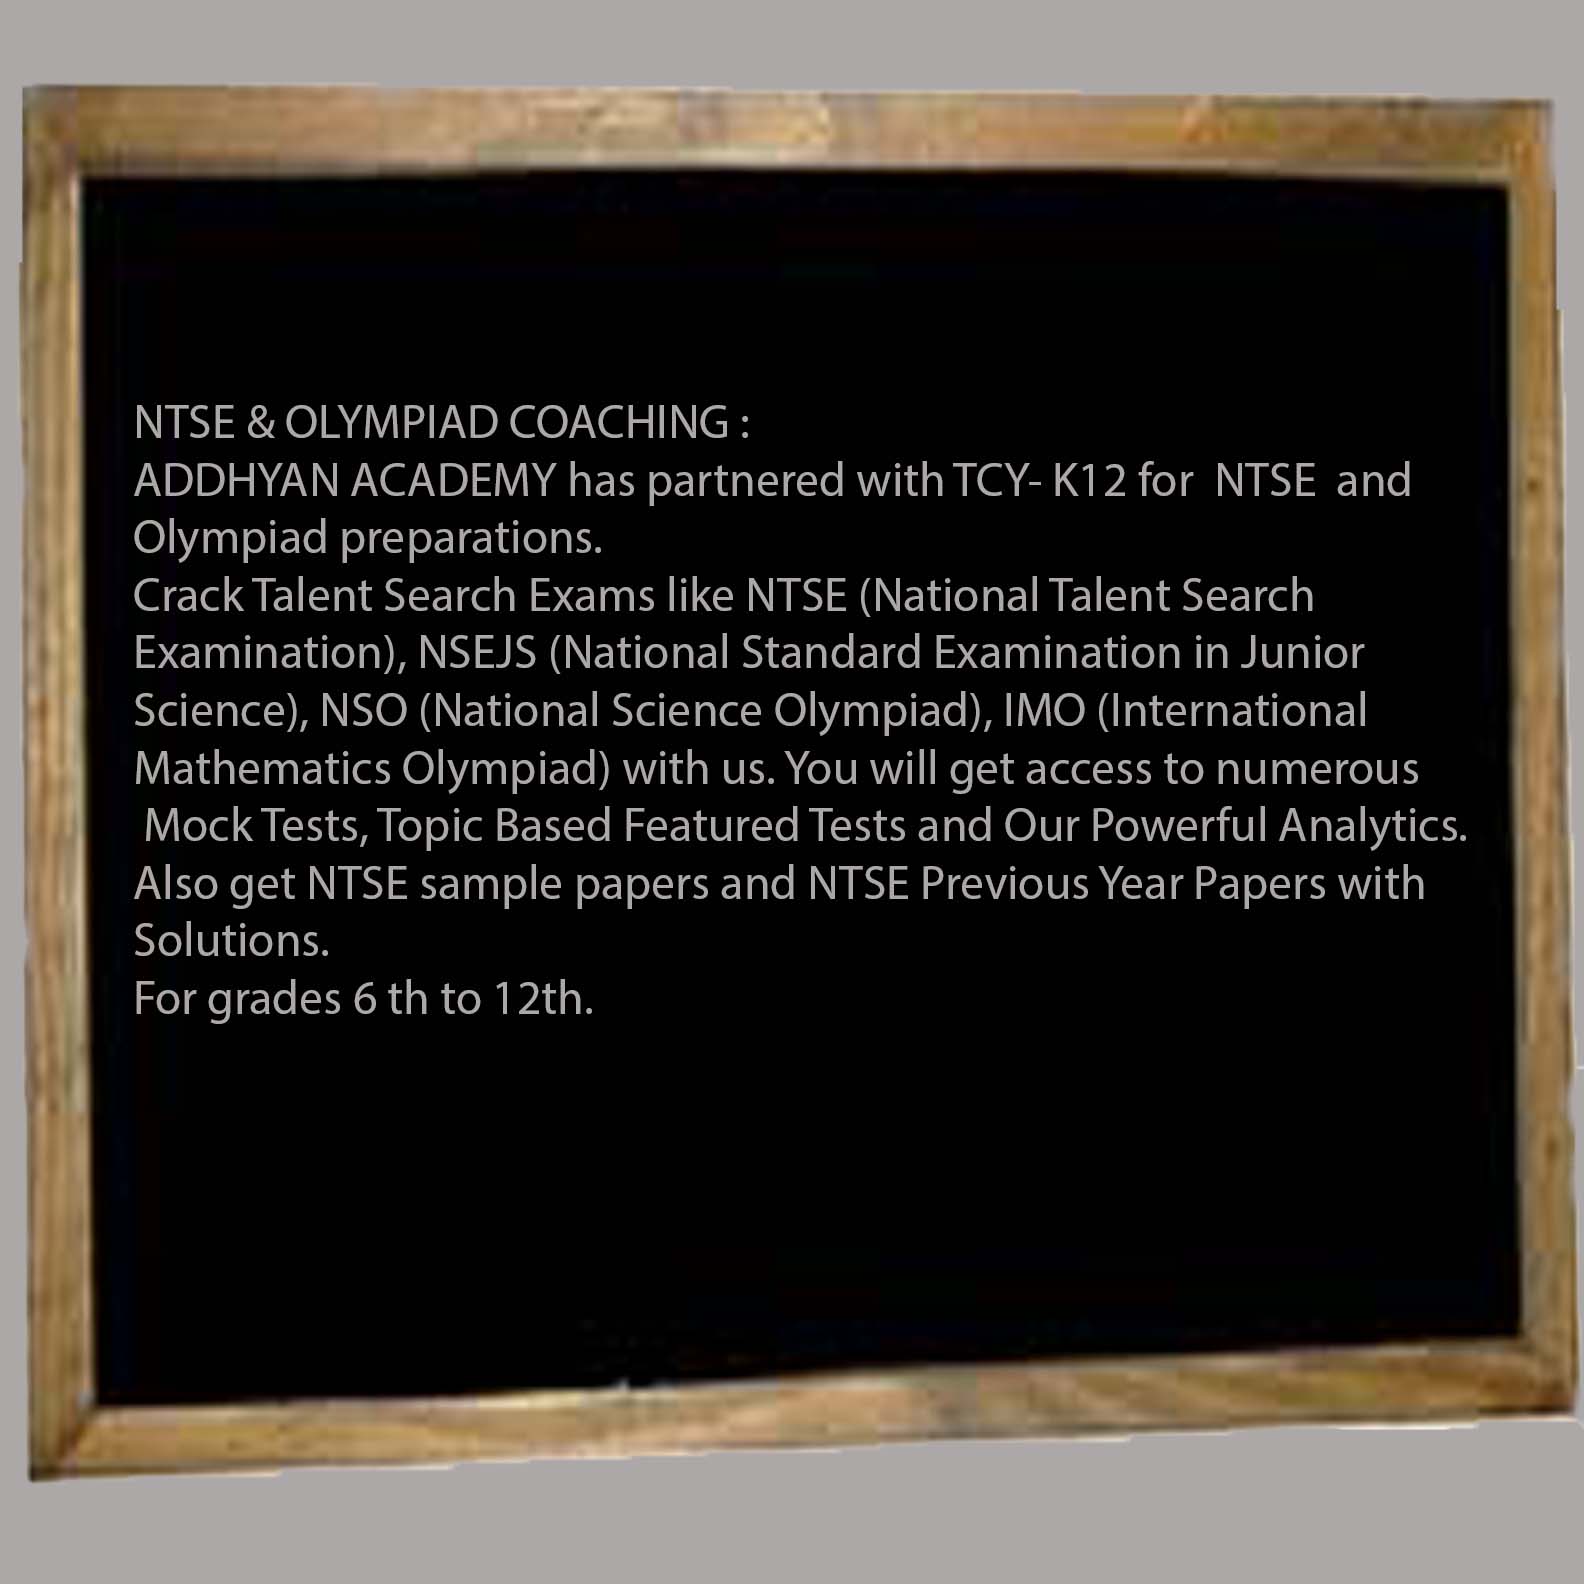 NTSE & OLYMPIAD COACHING :
ADDHYAN ACADEMY has partnered with TCY- K12 for  NTSE  and
Olympiad preparations.
Crack Talent Search Exams like NTSE (National Talent Search
Examination), NSEJS (National Standard Examination in Junior
Science), NSO (National Science Olympiad), IMO (International
Mathematics Olympiad) with us. You will get access to numerous
Mock Tests, Topic Based Featured Tests and Our Powerful Analytics.
Also get NTSE sample papers and NTSE Previous Year Papers with
Solutions.
For grades 6 th to 12th.